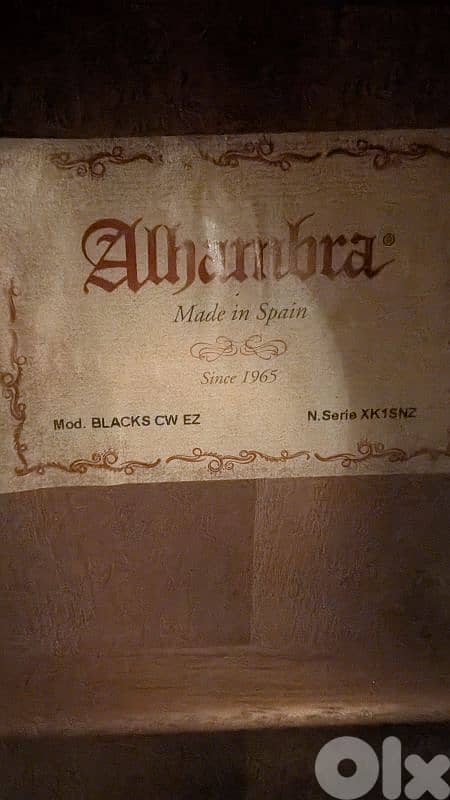 Alhambra®
Made in Spain
Since 1965
Mod. BLACKS CW EZ
N.Serie XK1SNZ
Olx